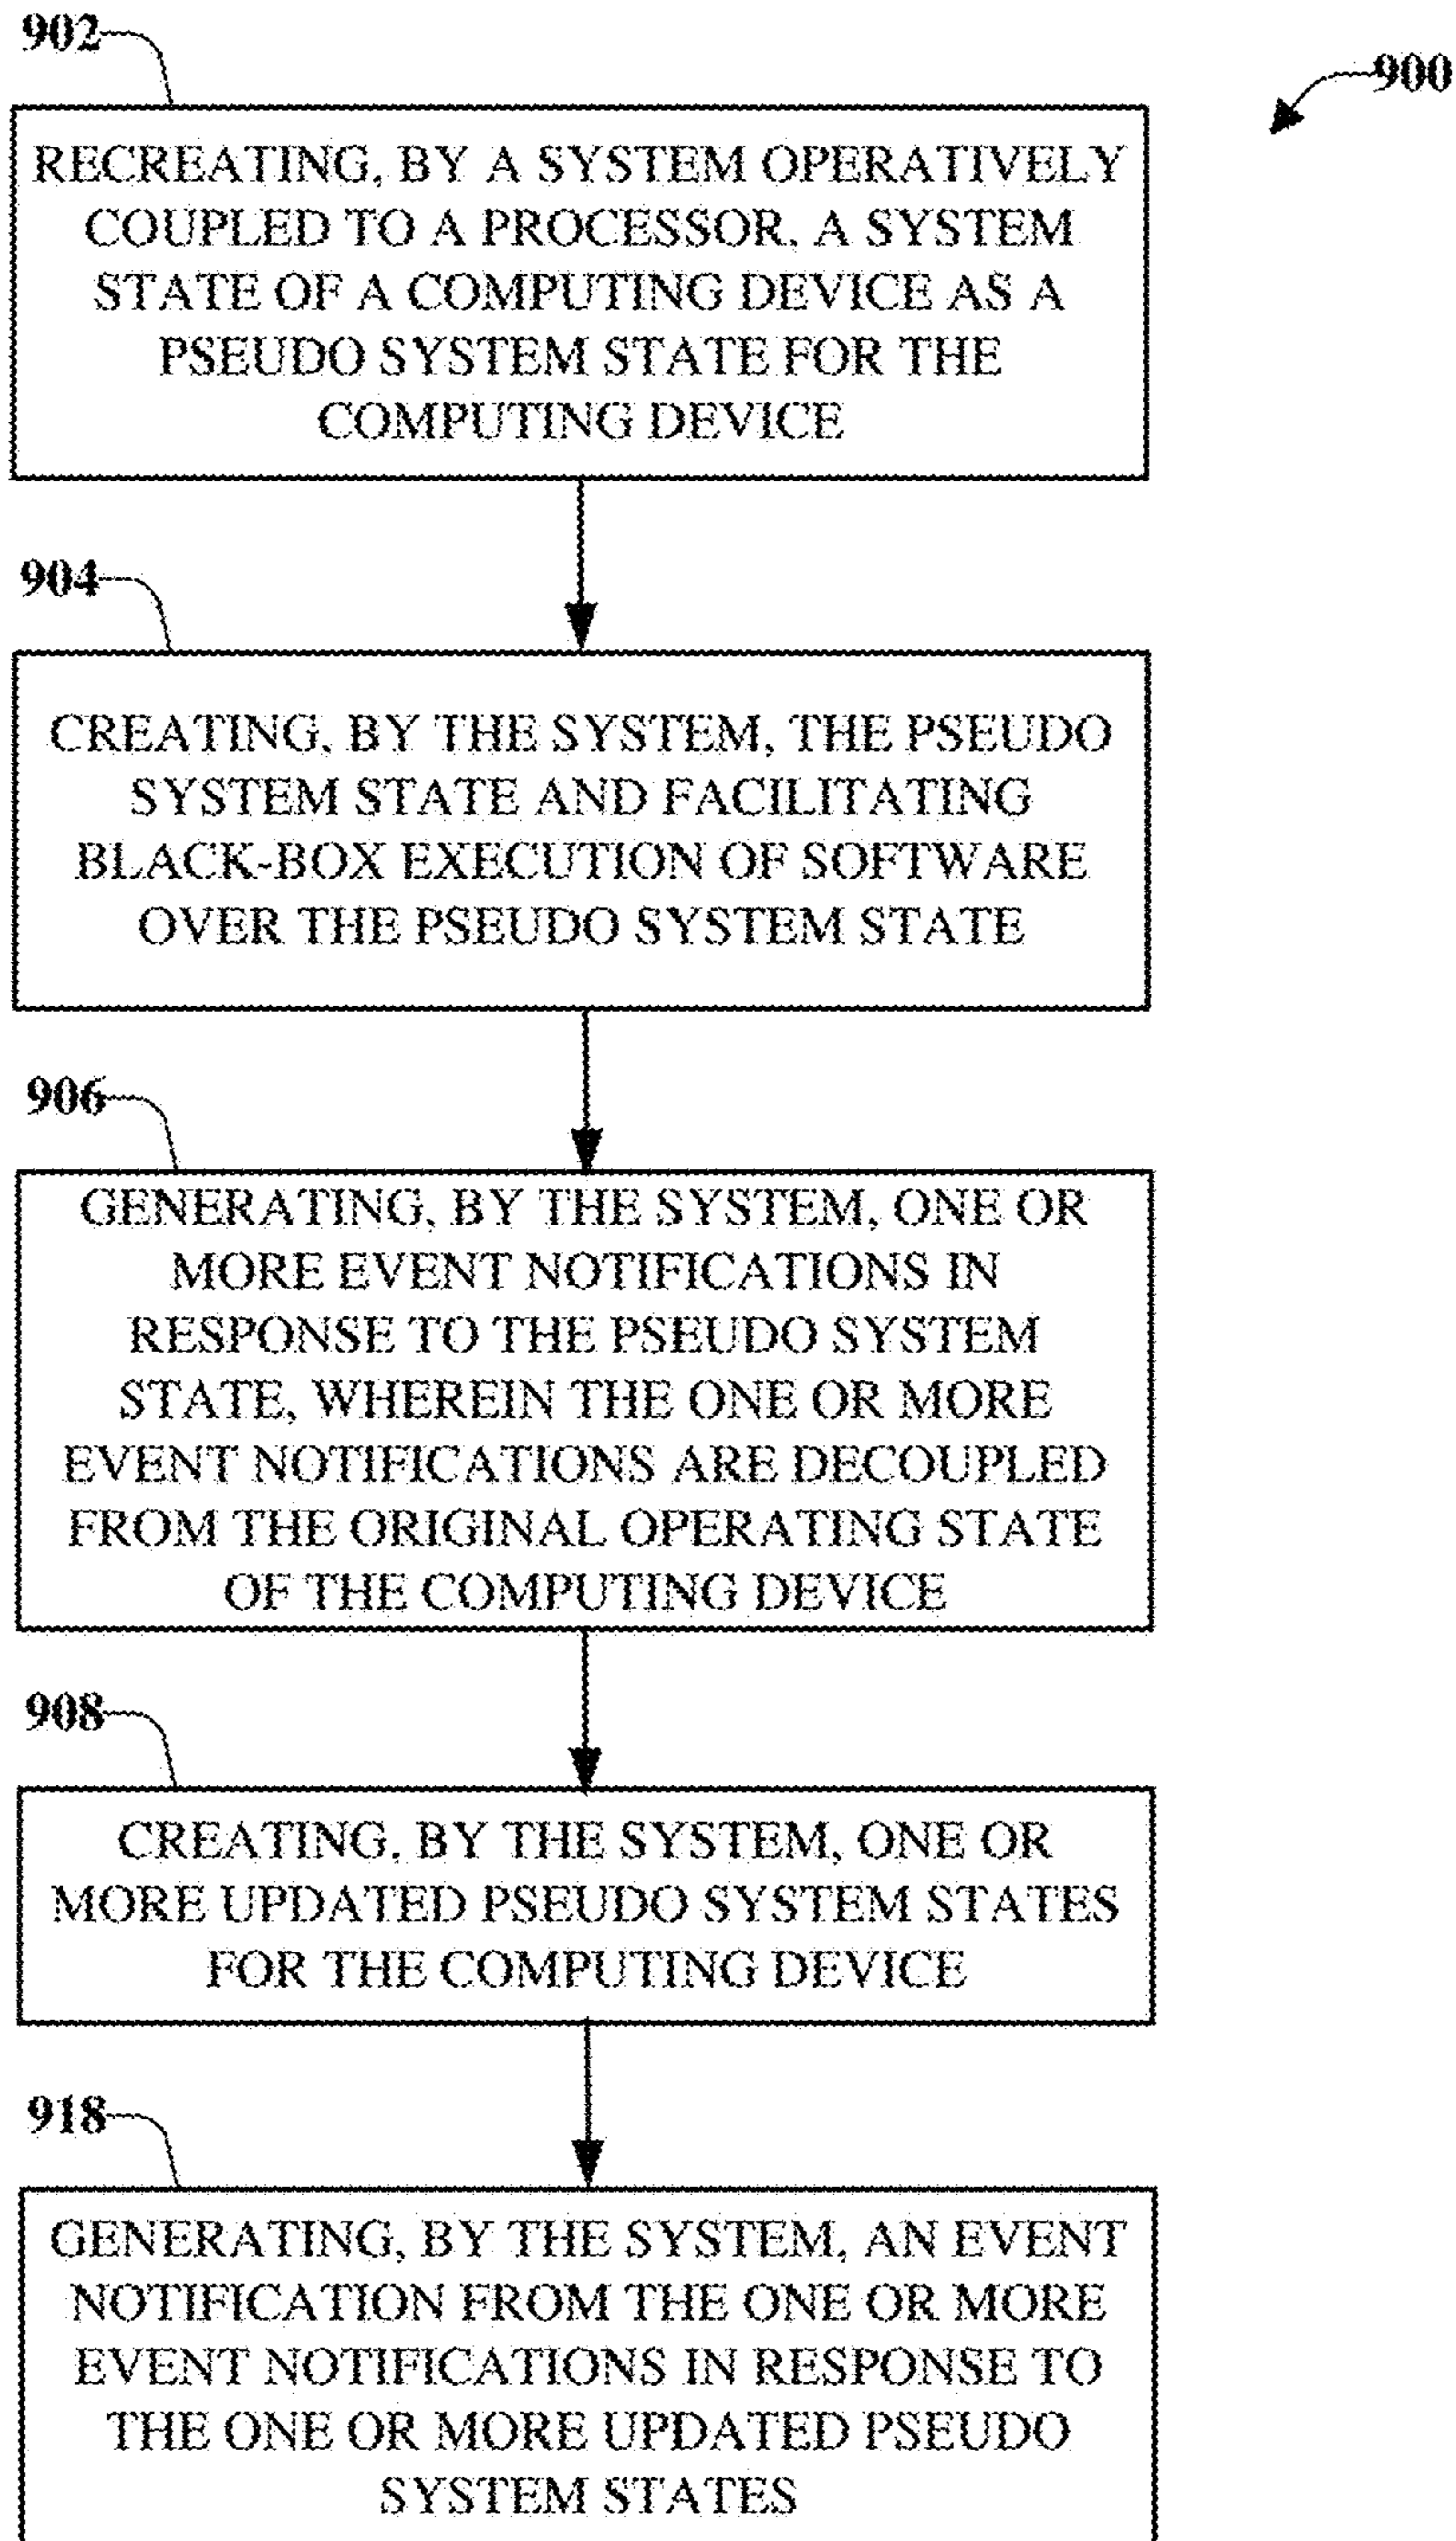 902
900
RECREATING, BY A SYSTEM OPERATIVELY
COUPLED TO A PROCESSOR, A SYSTEM
STATE OF A COMPUTING DEVICE AS A
PSEUDO SYSTEM STATE FOR THE
COMPUTING DEVICE
904
CREATING, BY THE SYSTEM, THE PSEUDO
SYSTEM STATE AND FACILITATING
BLACK-BOX EXECUTION OF SOFTWARE
OVER THE PSEUDO SYSTEM STATE
906
GENERATING, BY THE SYSTEM, ONE OR
MORE EVENT NOTIFICATIONS IN
RESPONSE TO THE PSEUDO SYSTEM
STATE, WHEREIN THE ONE OR MORE
EVENT NOTIFICATIONS ARE DECOUPLED
FROM THE ORIGINAL OPERATING STATE
OF THE COMPUTING DEVICE
908
CREATING, BY THE SYSTEM, ONE OR
MORE UPDATED PSEUDO SYSTEM STATES
FOR THE COMPUTING DEVICE
918
GENERATING, BY THE SYSTEM, AN EVENT
NOTIFICATION FROM THE ONE OR MORE
EVENT NOTIFICATIONS IN RESPONSE TO
THE ONE OR MORE UPDATED PSEUDO
SYSTEM STATES